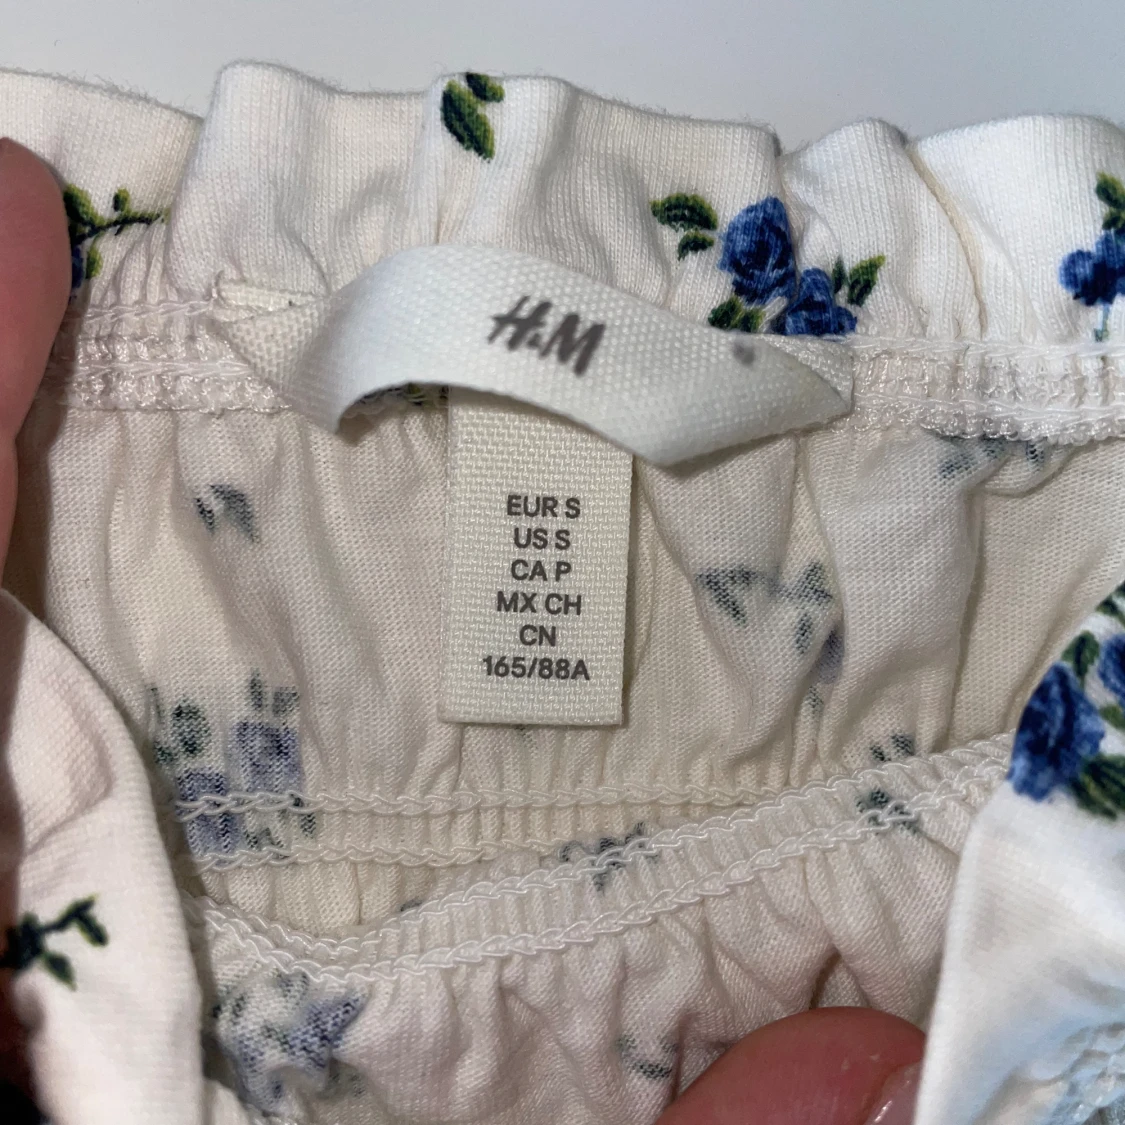 H&M
EUR S
US S
CA P
MX CH
CN
165/88A